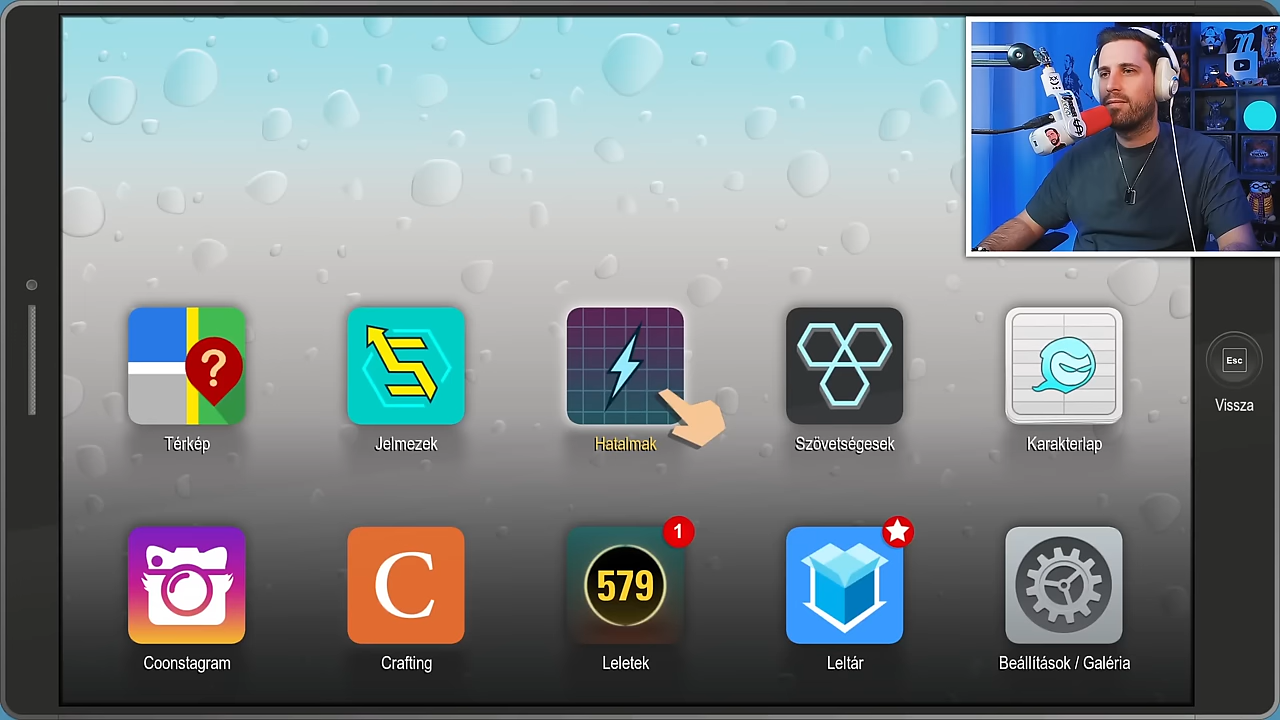 Esc
Vissza
?
Térkép
Jelmezek
Hatalmak
Szövetségesek
Karakterlap
C
1
579
Coonstagram
Crafting
Leletek
Leltár
Beállítások / Galéria